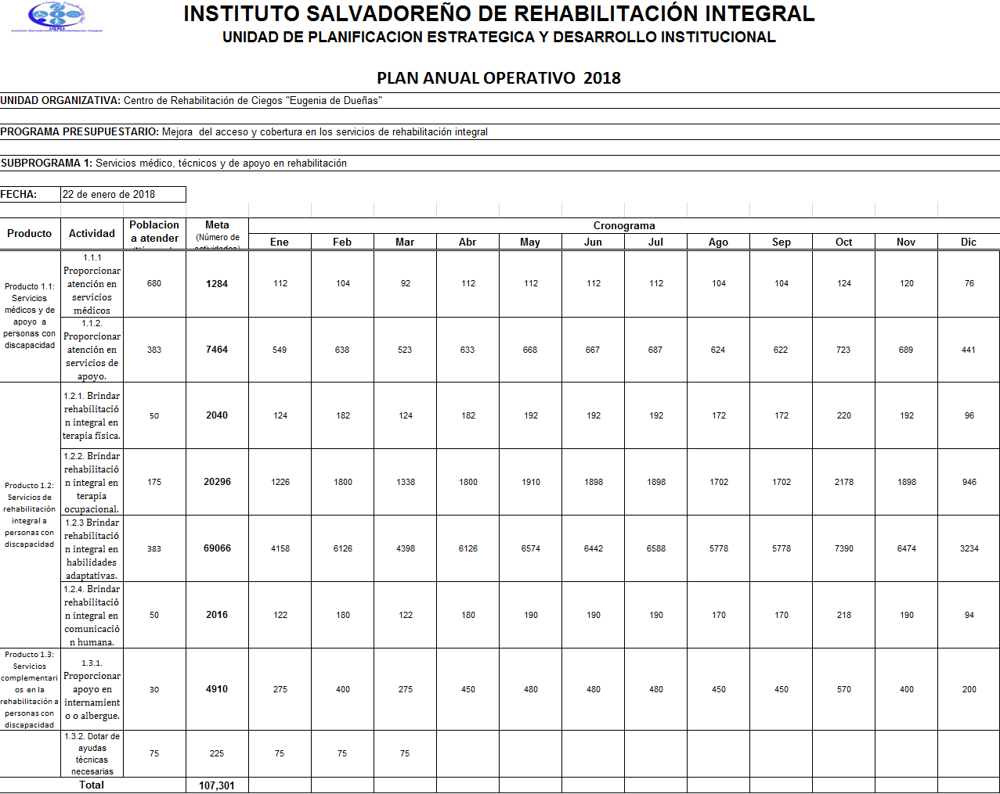 ISRI
INSTITUTO SALVADOREÑO DE REHABILITACIÓN INTEGRAL
UNIDAD DE PLANIFICACION ESTRATEGICA Y DESARROLLO INSTITUCIONAL
PLAN ANUAL OPERATIVO 2018
UNIDAD ORGANIZATIVA: Centro de Rehabilitación de Ciegos "Eugenia de Dueñas"
PROGRAMA PRESUPUESTARIO: Mejora del acceso y cobertura en los servicios de rehabilitación integral
SUBPROGRAMA 1: Servicios médico, técnicos y de apoyo en rehabilitación
FECHA: 22 de enero de 2018
Producto
Actividad
Poblacion
a atender
Meta
(Número de
actividades)
Cronograma
Ene Feb Mar Abr May Jun Jul Ago Sep Oct Nov Dic
Producto 1.1:
Servicios
médicos y de
apoyo a
personas con
discapacidad
1.1.1
Proporcionar
atención en
servicios
médicos
680 1284 112 104 92 112 112 112 112 104 104 124 120 76
1.1.2.
Proporcionar
atención en
servicios de
apoyo.
383 7464 549 638 523 633 668 667 687 624 622 723 689 441
Producto 1.2:
Servicios de
rehabilitación
integral a
personas con
discapacidad
1.2.1. Brindar
rehabilitació
n integral en
terapia física.
50 2040 124 182 124 182 192 192 192 172 172 220 192 96
1.2.2. Brindar
rehabilitació
n integral en
terapia
ocupacional.
175 20296 1226 1800 1338 1800 1910 1898 1898 1702 1702 2178 1898 946
1.2.3 Brindar
rehabilitació
n integral en
habilidades
adaptativas.
383 69066 4158 6126 4398 6126 6574 6442 6588 5778 5778 7390 6474 3234
1.2.4. Brindar
rehabilitació
n integral en
comunicació
n humana.
50 2016 122 180 122 180 190 190 190 170 170 218 190 94
Producto 1.3:
Servicios
complementari
os en la
rehabilitación a
personas con
discapacidad
1.3.1.
Proporcionar
apoyo en
internamient
o o albergue.
30 4910 275 400 275 450 480 480 480 450 450 570 400 200
1.3.2. Dotar de
ayudas
técnicas
necesarias
75 225 75 75 75
Total 107,301